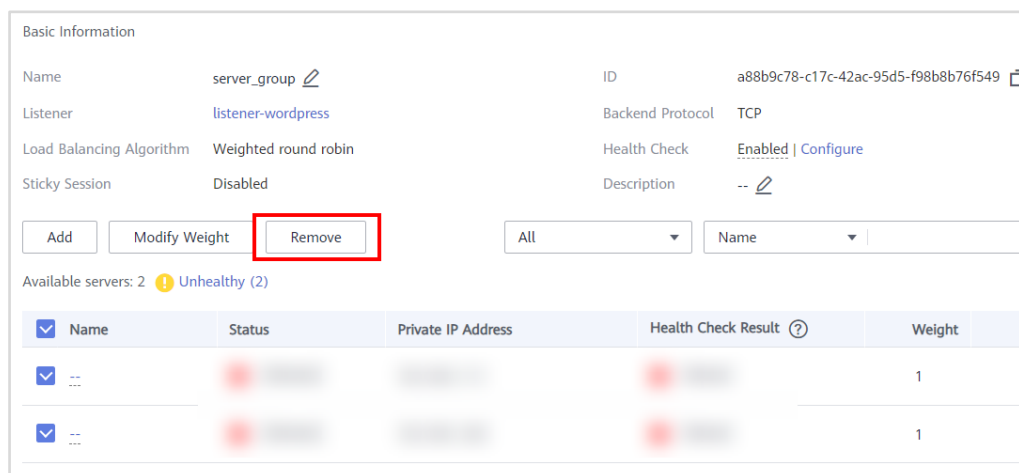 Basic Information
Name server_group ID a88b9c78-c17c-42ac-95d5-f98b8b76f549
Listener listener-wordpress Backend Protocol TCP
Load Balancing Algorithm Weighted round robin Health Check Enabled | Configure
Sticky Session Disabled Description --
Add Modify Weight Remove All Name
Available servers: 2 Unhealthy (2)
Name Status Private IP Address Health Check Result Weight
-- 1
-- 1